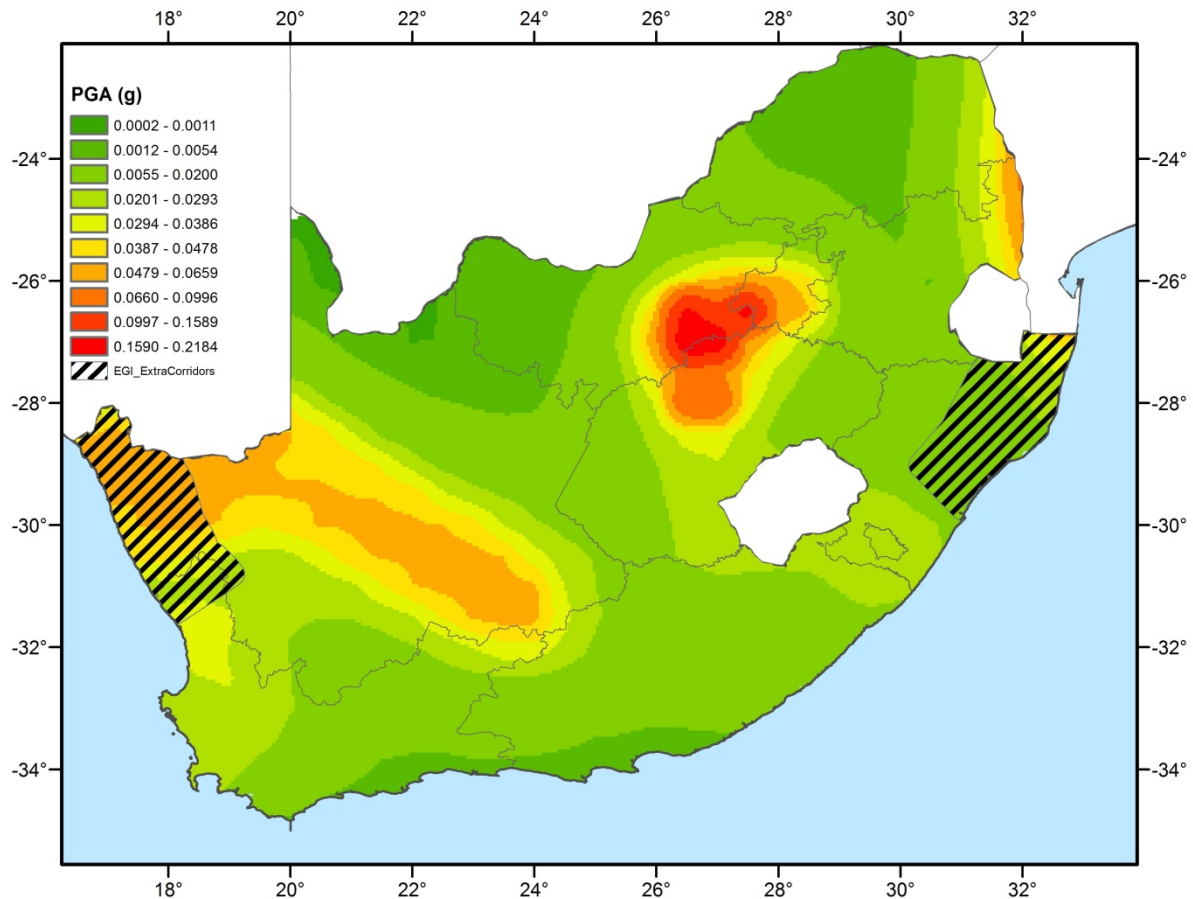 18° 20° 22° 24° 26° 28° 30° 32°
PGA (g)
0.0002 - 0.0011
0.0012 - 0.0054
0.0055 - 0.0200
0.0201 - 0.0293
0.0294 - 0.0386
0.0387 - 0.0478
0.0479 - 0.0659
0.0660 - 0.0996
0.0997 - 0.1589
0.1590 - 0.2184
EGI_ExtraCorridors
-24° -24°
-26° -26°
-28° -28°
-30° -30°
-32° -32°
-34° -34°
18° 20° 22° 24° 26° 28° 30° 32°